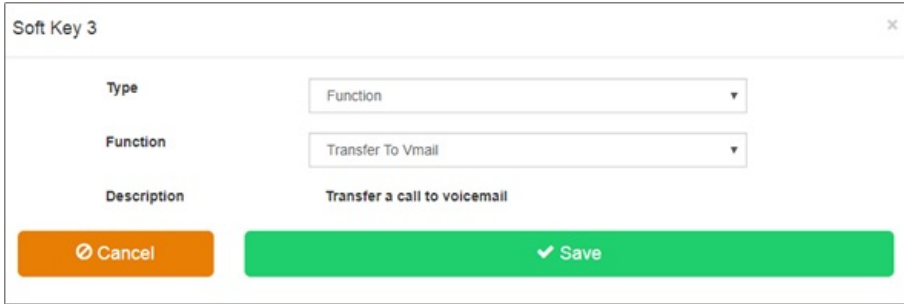 Soft Key 3 ×
Type Function
Function Transfer To Vmail
Description Transfer a call to voicemail
Cancel Save